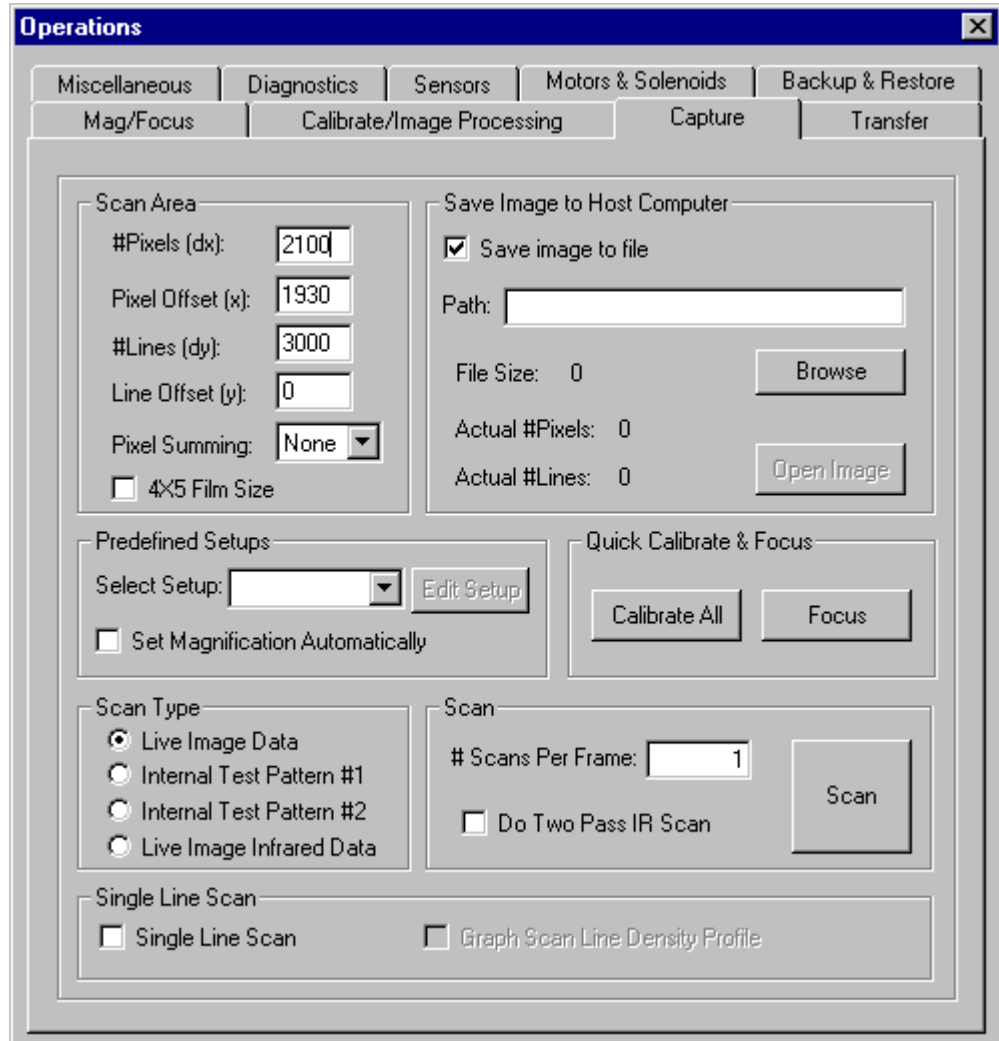 Operations
Miscellaneous Diagnostics Sensors Motors & Solenoids Backup & Restore
Mag/Focus Calibrate/Image Processing Capture Transfer
Scan Area
#Pixels (dx): 2100
Pixel Offset (x): 1930
#Lines (dy): 3000
Line Offset (y): 0
Pixel Summing: None
4X5 Film Size
Save Image to Host Computer
Save image to file
Path:
File Size: 0
Browse
Actual #Pixels: 0
Actual #Lines: 0
Open Image
Predefined Setups
Select Setup:
Edit Setup
Set Magnification Automatically
Quick Calibrate & Focus
Calibrate All Focus
Scan Type
Live Image Data
Internal Test Pattern #1
Internal Test Pattern #2
Live Image Infrared Data
Scan
# Scans Per Frame: 1
Do Two Pass IR Scan
Scan
Single Line Scan
Single Line Scan Graph Scan Line Density Profile